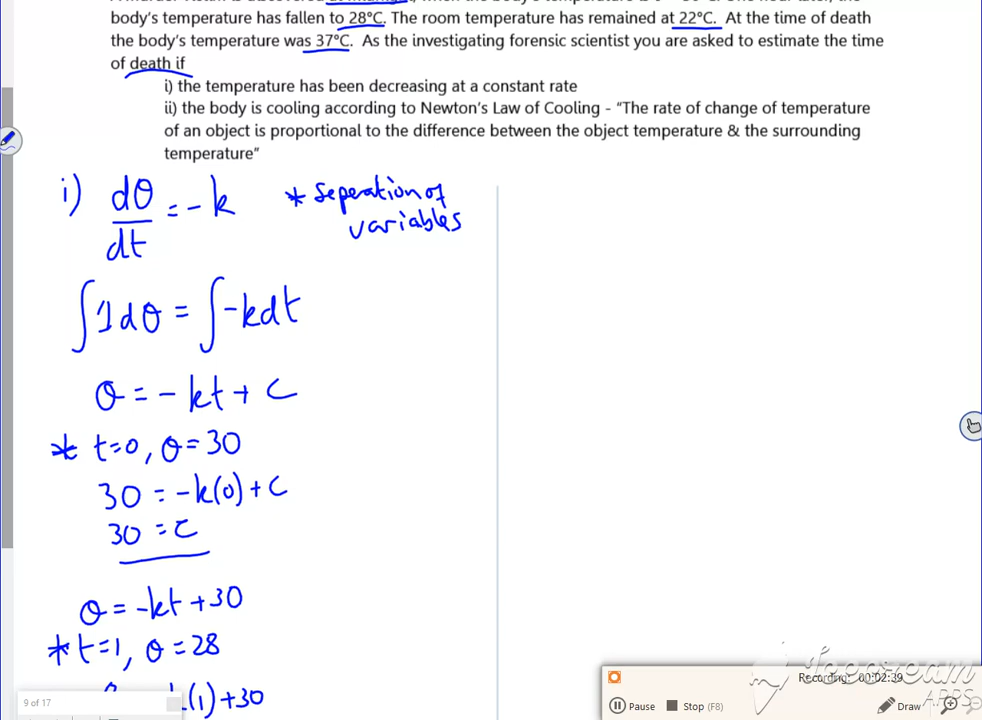 body's temperature has fallen to 28°C. The room temperature has remained at 22°C. At the time of death
the body's temperature was 37°C. As the investigating forensic scientist you are asked to estimate the time
of death if
i) the temperature has been decreasing at a constant rate
ii) the body is cooling according to Newton's Law of Cooling - "The rate of change of temperature
of an object is proportional to the difference between the object temperature & the surrounding
temperature"
i) dθ/dt = -k
* Seperation of
variables
∫1dθ = ∫-kdt
θ = -kt + c
* t=0, θ=30
30 = -k(0)+c
30 = c
θ = -kt +30
* t=1, θ=28
(1)+30
9 of 17
Recording: 00:02:39
Pause
Stop (F8)
Draw
APPS